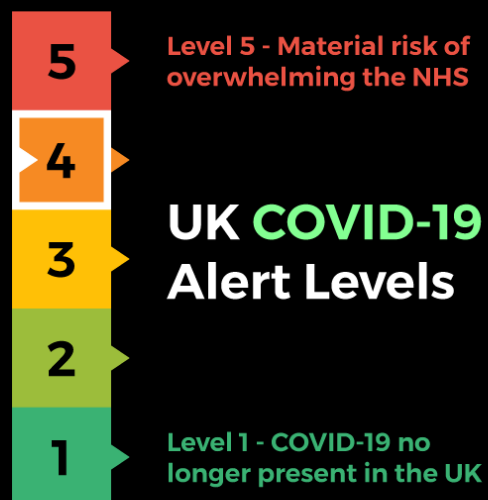 5
Level 5 - Material risk of
overwhelming the NHS
4
UK COVID-19
Alert Levels
3
2
1
Level 1 - COVID-19 no
longer present in the UK